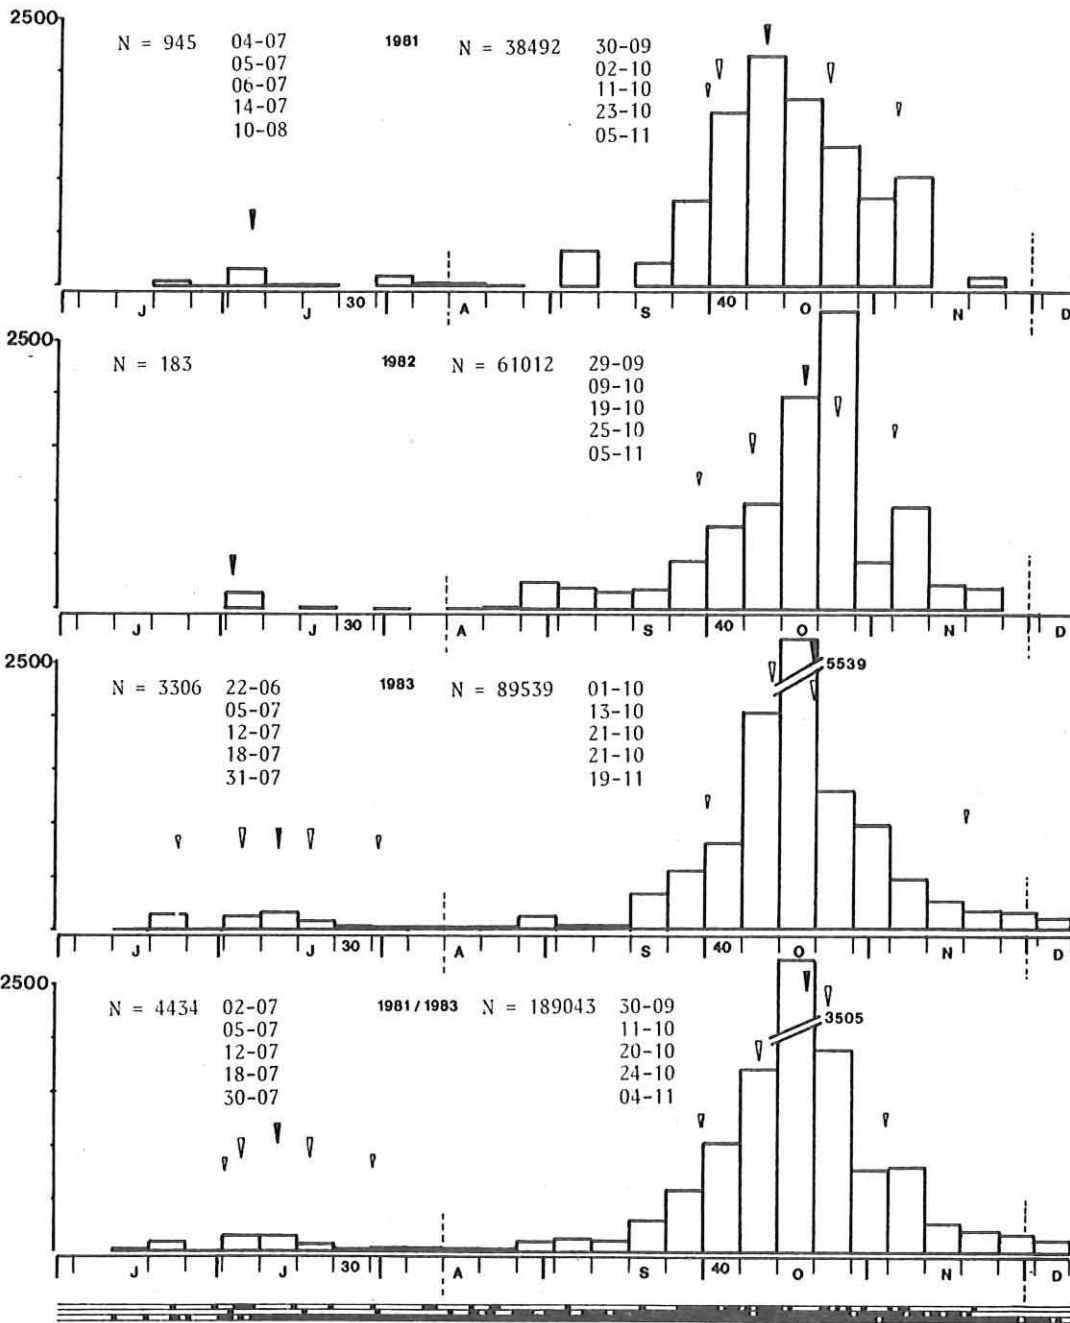 2500
N = 945 04-07 1981 N = 38492 30-09
05-07 02-10
06-07 11-10
14-07 23-10
10-08 05-11
J J 30 A S 40 O N D
2500
N = 183 1982 N = 61012 29-09
09-10
19-10
25-10
05-11
J J 30 A S 40 O N D
2500
5539
N = 3306 22-06 1983 N = 89539 01-10
05-07 13-10
12-07 21-10
18-07 21-10
31-07 19-11
J J 30 A S 40 O N D
2500
N = 4434 02-07 1981/1983 N = 189043 30-09
3505
05-07 11-10
12-07 20-10
18-07 24-10
30-07 04-11
J J 30 A S 40 O N D